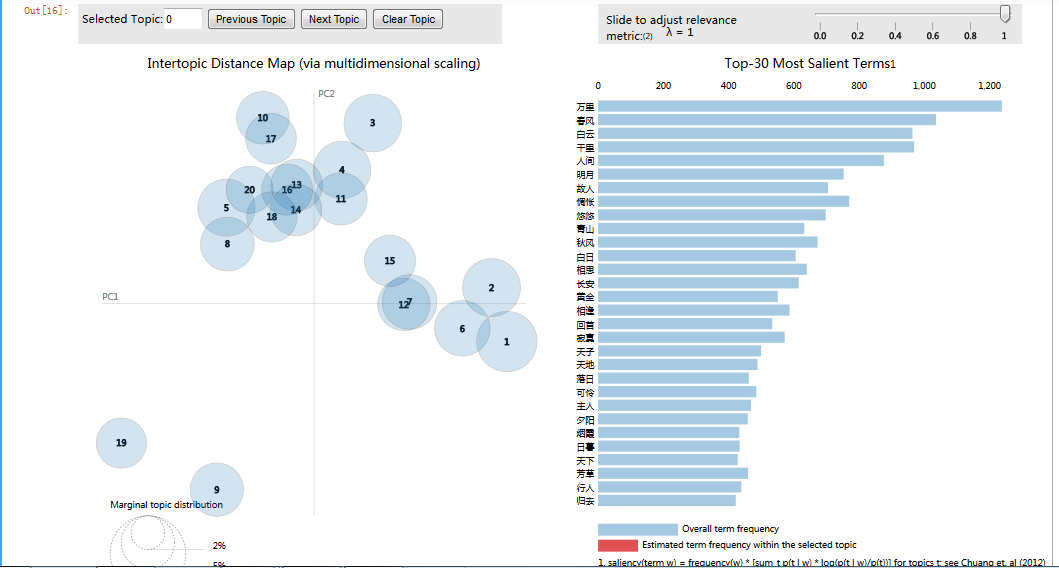 Out[16]:
Selected Topic: 0
Previous Topic
Next Topic
Clear Topic
Slide to adjust relevance
metric:(2)
λ = 1
0.0 0.2 0.4 0.6 0.8 1
Intertopic Distance Map (via multidimensional scaling)
PC2
PC1
10
17
3
4
13
16
20
11
5
14
18
8
15
2
7
12
6
1
19
9
Marginal topic distribution
2%
5%
Top-30 Most Salient Terms1
0 200 400 600 800 1,000 1,200
万里
春风
白云
千里
人间
明月
故人
惆怅
悠悠
青山
秋风
白日
相思
长安
黄金
相逢
回首
寂寞
天子
天地
落日
可怜
主人
夕阳
烟霞
日暮
天下
芳草
行人
归去
Overall term frequency
Estimated term frequency within the selected topic
1. saliency(term w) = frequency(w) * [sum_t p(t | w) * log(p(t | w)/p(t))] for topics t; see Chuang et. al (2012)